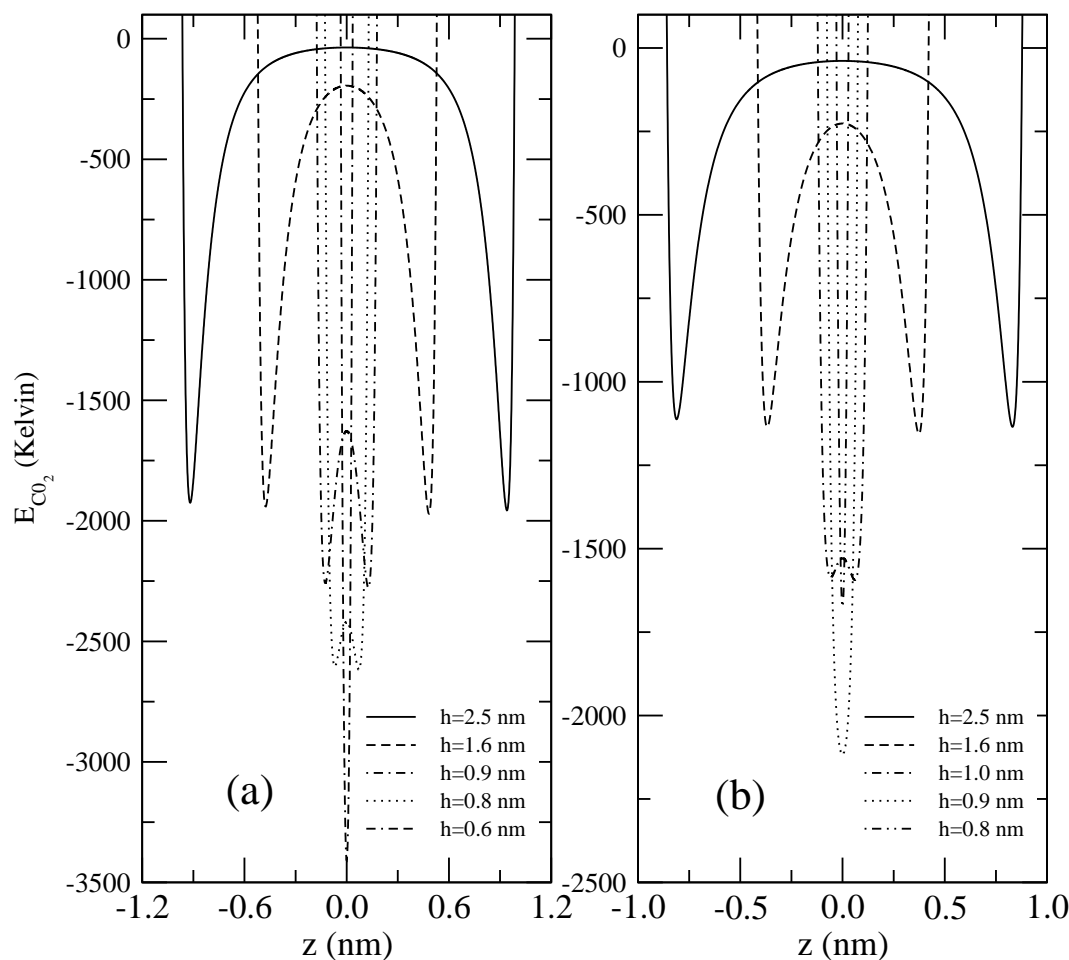 0
-500
-1000
-1500
-2000
-2500
-3000
-3500
-1.2 -0.6 0.0 0.6 1.2
z (nm)
E_{C0_2} (Kelvin)
h=2.5 nm
h=1.6 nm
h=0.9 nm
h=0.8 nm
h=0.6 nm
(a)
0
-500
-1000
-1500
-2000
-2500
-1.0 -0.5 0.0 0.5 1.0
z (nm)
h=2.5 nm
h=1.6 nm
h=1.0 nm
h=0.9 nm
h=0.8 nm
(b)